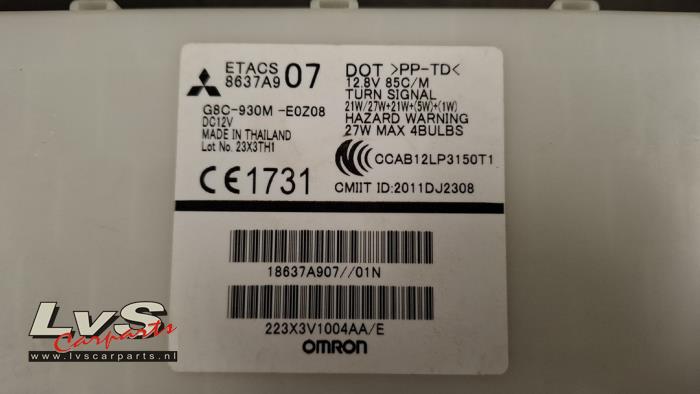 ETACS
8637A9 07
G8C-930M -E0Z08
DC12V
MADE IN THAILAND
Lot No. 23X3TH1
CE1731
DOT >PP-TD<
12.8V 85C/M
TURN SIGNAL
21W/27W+21W+(5W)+(1W)
HAZARD WARNING
27W MAX 4BULBS
CCAB12LP3150T1
CMIIT ID:2011DJ2308
18637A907//01N
223X3V1004AA/E
OMRON
LvS
Carparts
www.lvscarparts.nl